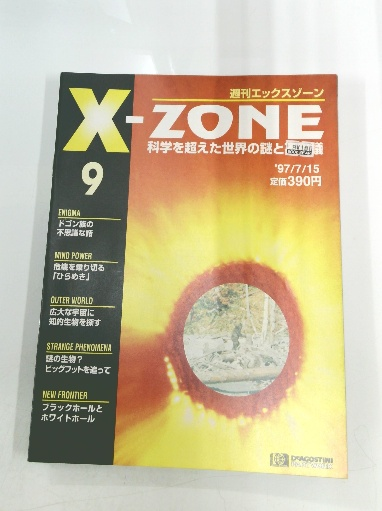 週刊エックスゾーン
X-ZONE
科学を超えた世界の謎と
議
9
'97/7/15
定価390円
ENIGMA
ドゴン族の
不思議な話
MIND POWER
危機を乗り切る
「ひらめき」
OUTER WORLD
広大な宇宙に
知的生物を探す
STRANGE PHENOMENA
謎の生物?
ビッグフットを追って
NEW FRONTIER
ブラックホールと
ホワイトホール
DeAGOSTINI